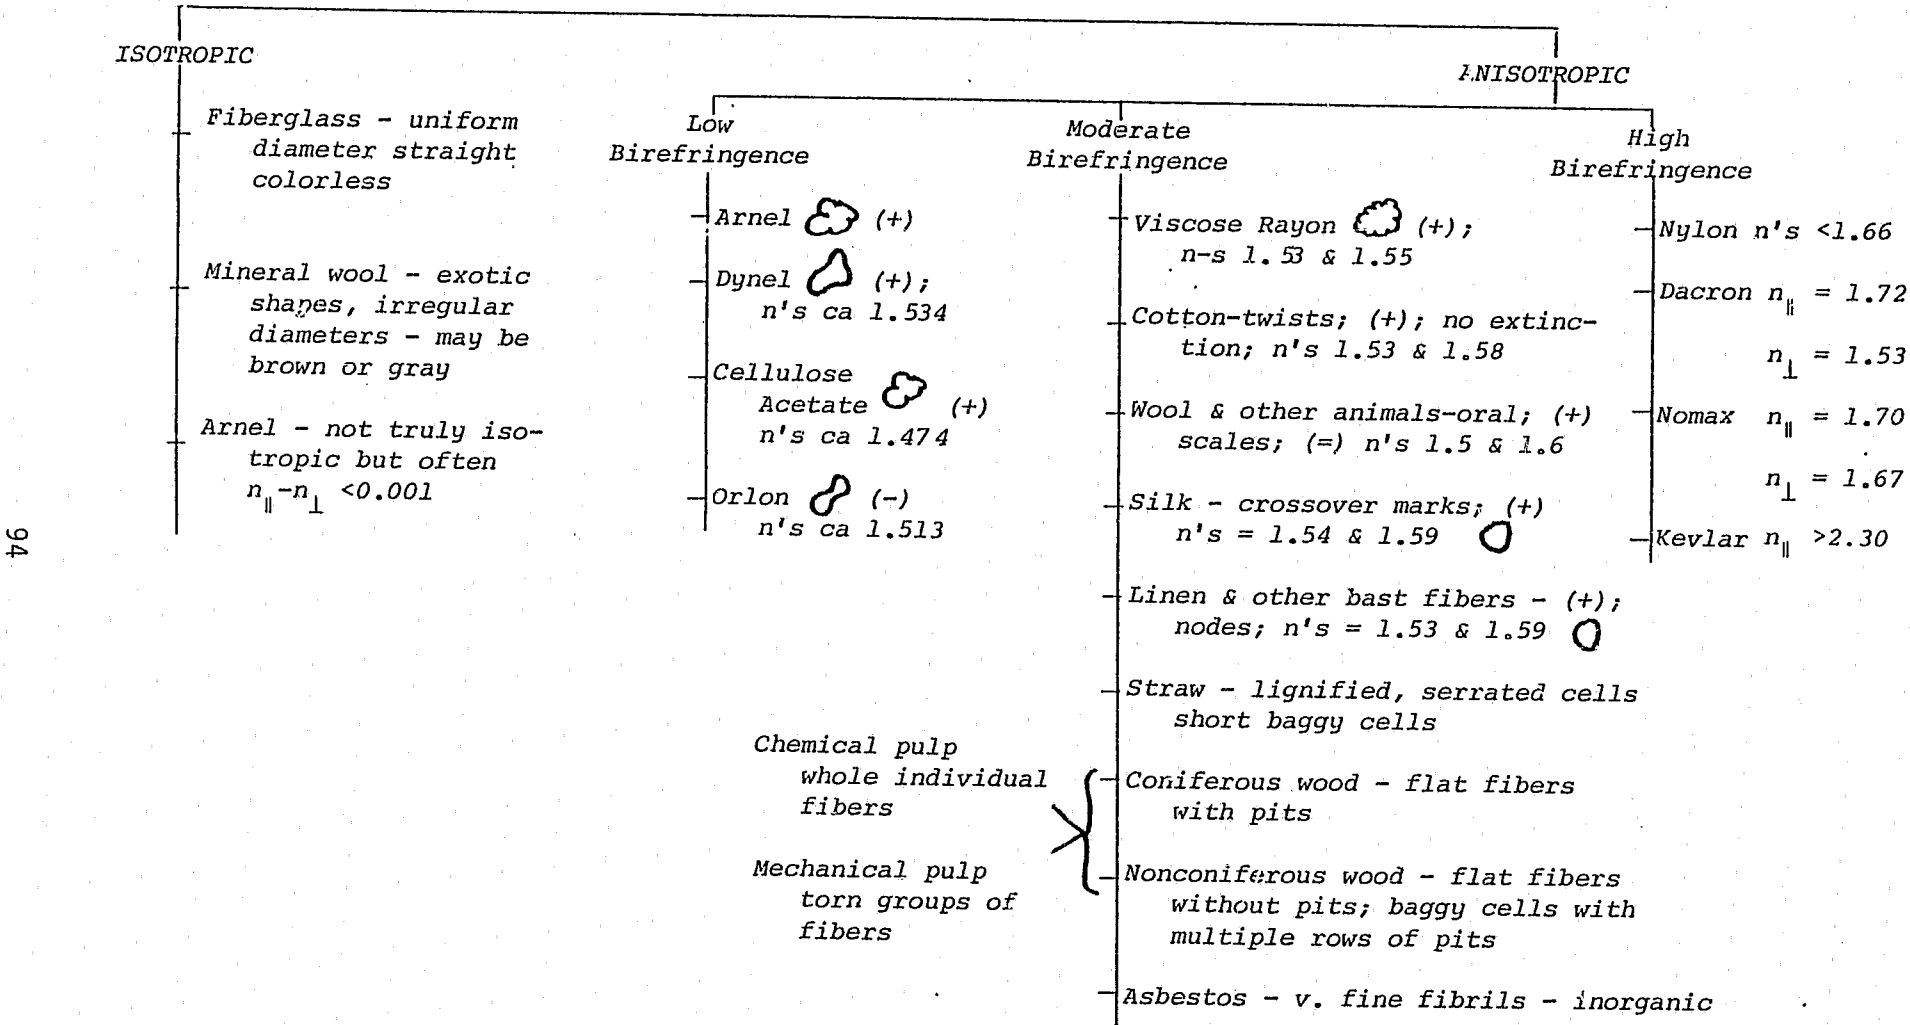 ISOTROPIC
Fiberglass - uniform
diameter straight
colorless
Mineral wool - exotic
shapes, irregular
diameters - may be
brown or gray
Arnel - not truly iso-
tropic but often
n∥-n⊥ <0.001
ANISOTROPIC
Low
Birefringence
Arnel (+)
Dynel (+);
n's ca 1.534
Cellulose
Acetate (+)
n's ca 1.474
Orlon (-)
n's ca 1.513
Moderate
Birefringence
Viscose Rayon (+);
n-s 1.53 & 1.55
Cotton-twists; (+); no extinc-
tion; n's 1.53 & 1.58
Wool & other animals-oral; (+)
scales; (=) n's 1.5 & 1.6
Silk - crossover marks; (+)
n's = 1.54 & 1.59
Linen & other bast fibers - (+);
nodes; n's = 1.53 & 1.59
Straw - lignified, serrated cells
short baggy cells
Chemical pulp
whole individual
fibers
Mechanical pulp
torn groups of
fibers
Coniferous wood - flat fibers
with pits
Nonconiferous wood - flat fibers
without pits; baggy cells with
multiple rows of pits
Asbestos - v. fine fibrils - inorganic
High
Birefringence
Nylon n's <1.66
Dacron n∥ = 1.72
n⊥ = 1.53
Nomax n∥ = 1.70
n⊥ = 1.67
Kevlar n∥ >2.30
94